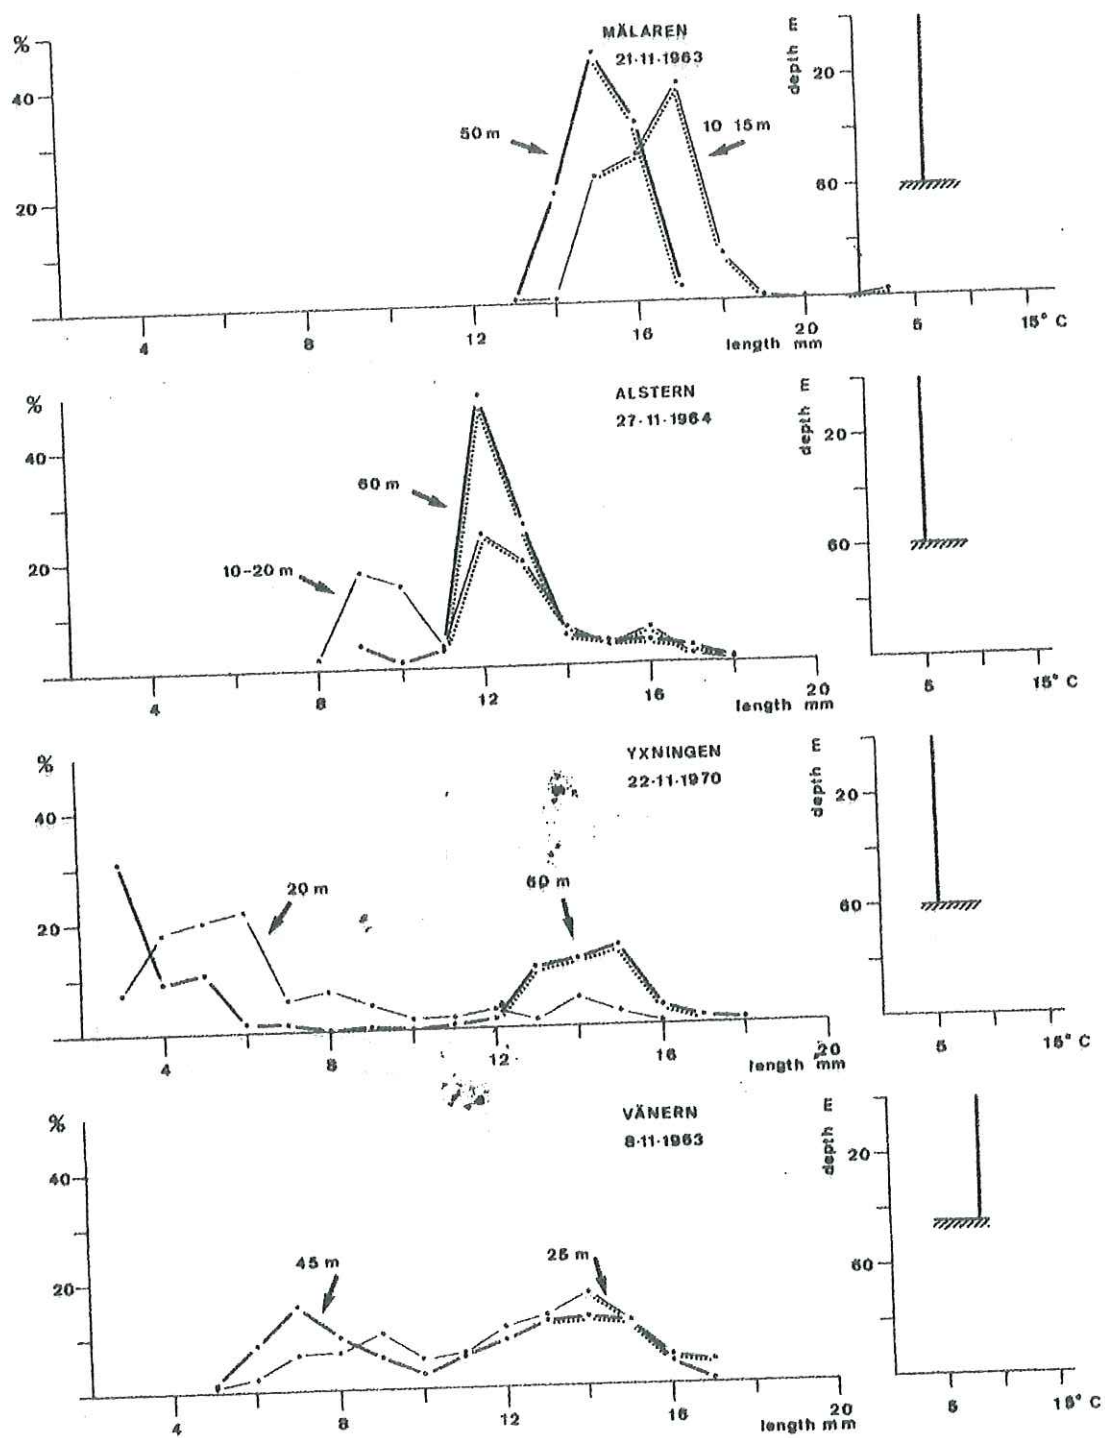 %
MÄLAREN
21·11·1963
depth m
40
20
20
60
50 m
10 15 m
4
8
12
16
20
length mm
5
15° C
%
ALSTERN
27·11·1964
depth m
40
20
20
60
60 m
10-20 m
4
8
12
16
20
length mm
5
15° C
%
YXNINGEN
22·11·1970
depth m
40
20
20
60
20 m
60 m
4
8
12
16
20
length mm
5
15° C
%
VÄNERN
8·11·1963
depth m
40
20
20
60
45 m
25 m
4
8
12
16
20
length mm
5
15° C